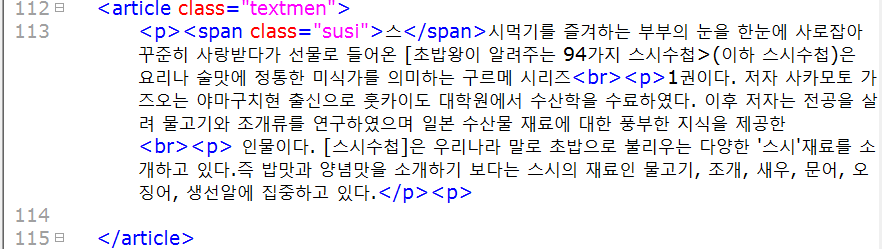 112 <article class="textmen">
113 <p><span class="susi">스</span>시먹기를 즐겨하는 부부의 눈을 한눈에 사로잡아
꾸준히 사랑받다가 선물로 들어온 [초밥왕이 알려주는 94가지 스시수첩>(이하 스시수첩)은
요리나 술맛에 정통한 미식가를 의미하는 구르메 시리즈<br><p>1권이다. 저자 사카모토 가
즈오는 야마구치현 출신으로 홋카이도 대학원에서 수산학을 수료하였다. 이후 저자는 전공을 살
려 물고기와 조개류를 연구하였으며 일본 수산물 재료에 대한 풍부한 지식을 제공한
<br><p> 인물이다. [스시수첩]은 우리나라 말로 초밥으로 불리우는 다양한 '스시'재료를 소
개하고 있다.즉 밥맛과 양념맛을 소개하기 보다는 스시의 재료인 물고기, 조개, 새우, 문어, 오
징어, 생선알에 집중하고 있다.</p><p>
114
115 </article>